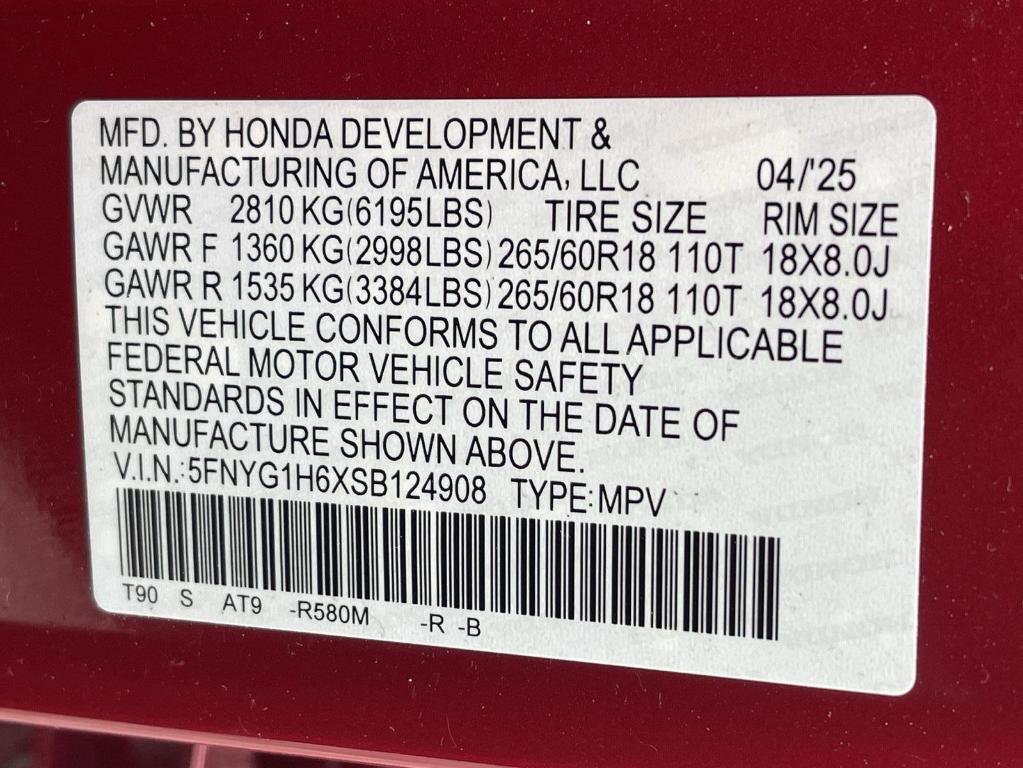 MFD. BY HONDA DEVELOPMENT &
MANUFACTURING OF AMERICA, LLC 04/'25
GVWR 2810 KG(6195LBS) TIRE SIZE RIM SIZE
GAWR F 1360 KG(2998LBS) 265/60R18 110T 18X8.0J
GAWR R 1535 KG(3384LBS) 265/60R18 110T 18X8.0J
THIS VEHICLE CONFORMS TO ALL APPLICABLE
FEDERAL MOTOR VEHICLE SAFETY
STANDARDS IN EFFECT ON THE DATE OF
MANUFACTURE SHOWN ABOVE.
V.I.N.:5FNYG1H6XSB124908 TYPE:MPV
T90 S AT9 -R580M -R -B